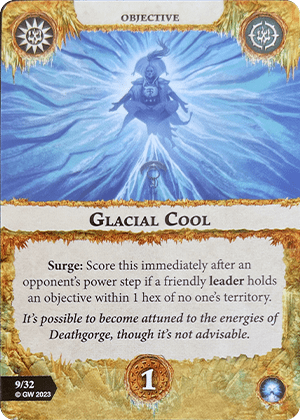 OBJECTIVE
GLACIAL COOL
Surge: Score this immediately after an
opponent's power step if a friendly leader holds
an objective within 1 hex of no one's territory.
It's possible to become attuned to the energies of
Deathgorge, though it's not advisable.
9/32
© GW 2023
1